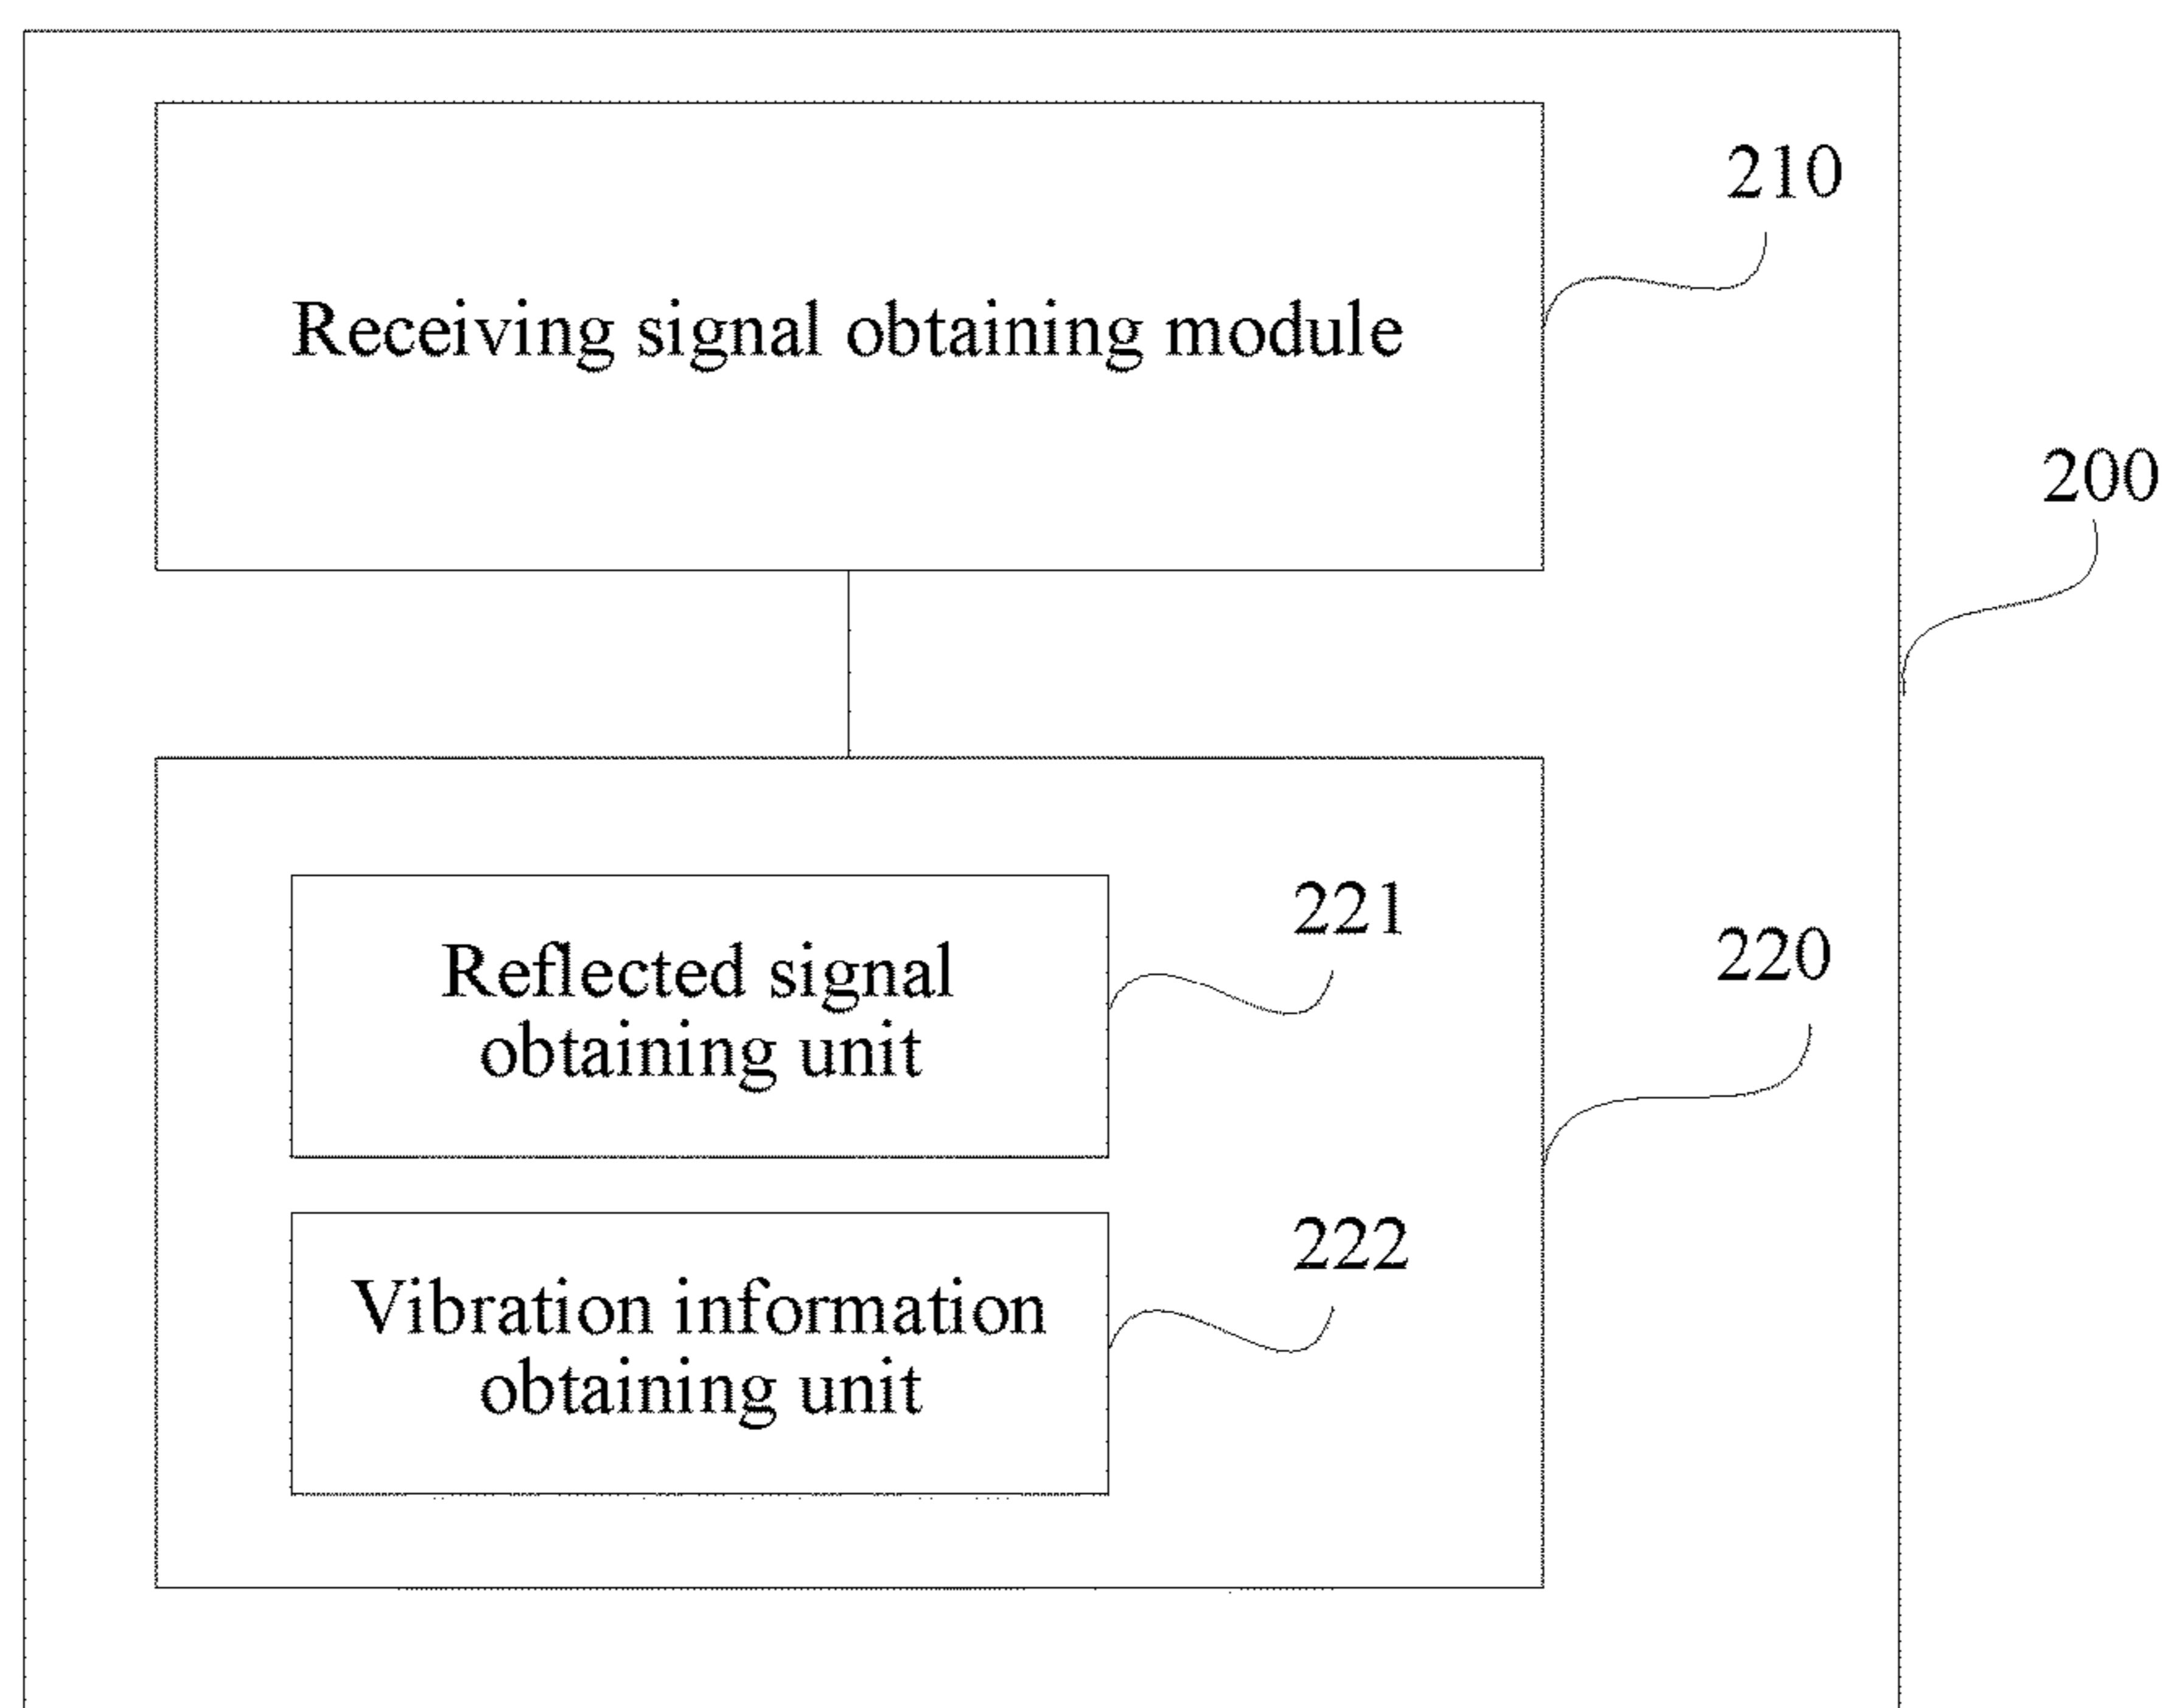 210
Receiving signal obtaining module
200
221
220
Reflected signal
obtaining unit
222
Vibration information
obtaining unit